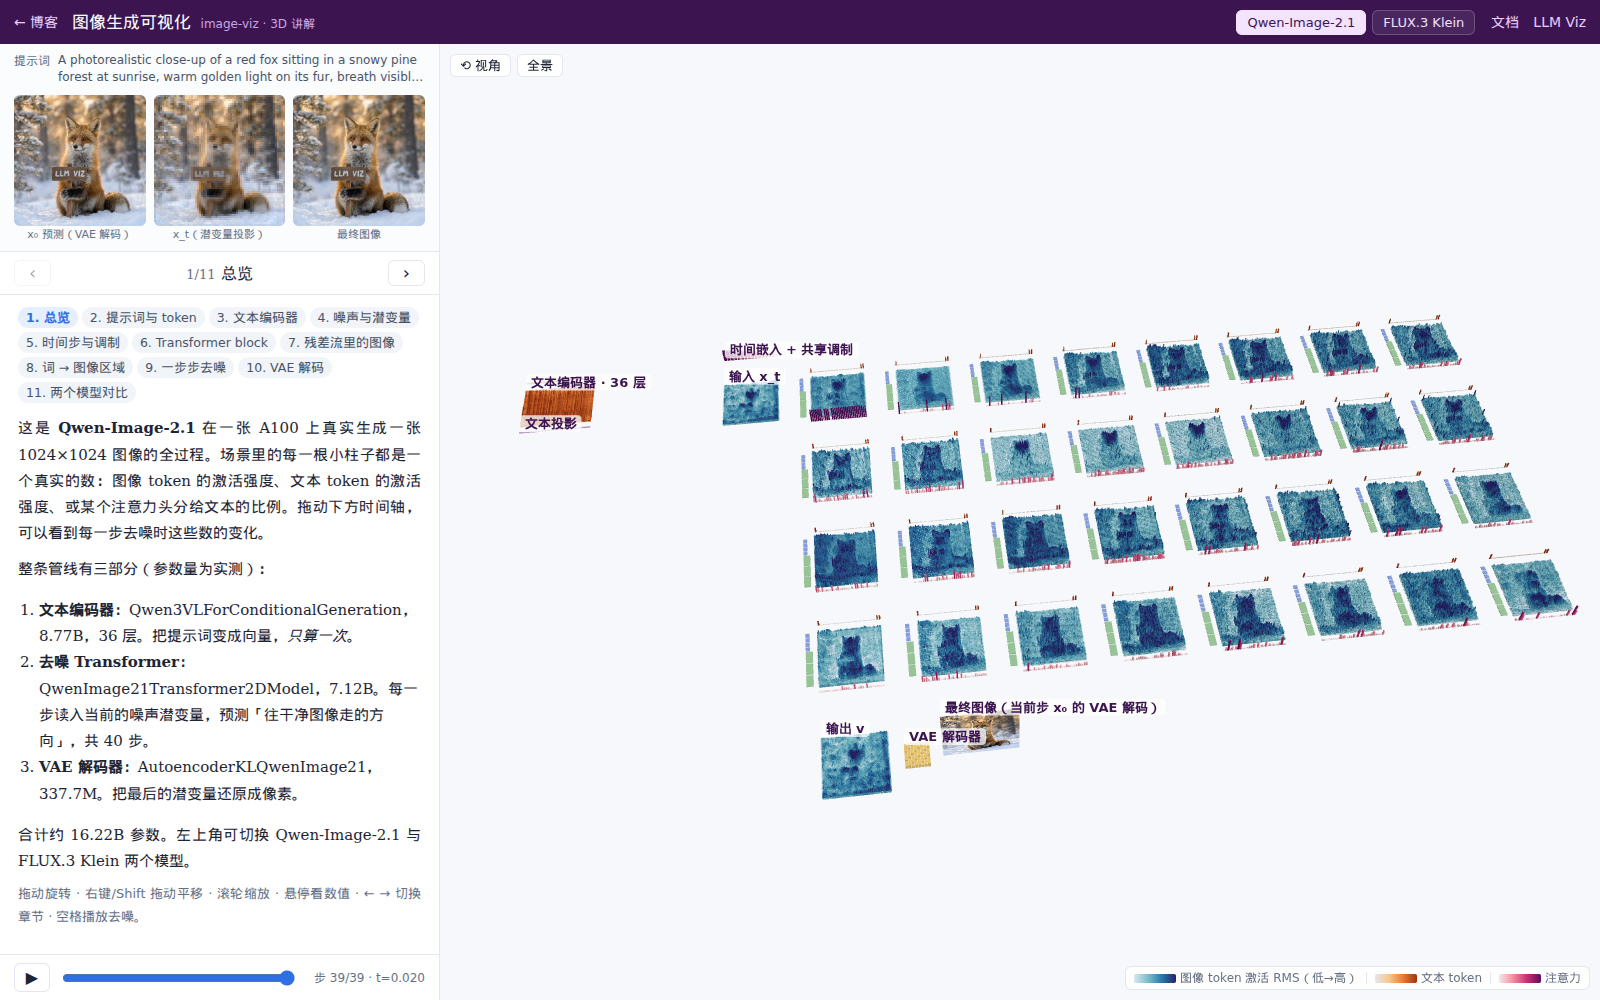 ← 博客 图像生成可视化 image-viz · 3D 讲解
Qwen-Image-2.1 FLUX.3 Klein 文档 LLM Viz
提示词 A photorealistic close-up of a red fox sitting in a snowy pine
forest at sunrise, warm golden light on its fur, breath visibl...
LLM VIZ
LLM VIZ
LLM VIZ
x₀ 预测（VAE 解码） x_t（潜变量投影） 最终图像
‹ 1/11 总览 ›
1. 总览 2. 提示词与 token 3. 文本编码器 4. 噪声与潜变量
5. 时间步与调制 6. Transformer block 7. 残差流里的图像
8. 词 → 图像区域 9. 一步步去噪 10. VAE 解码
11. 两个模型对比
这是 Qwen-Image-2.1 在一张 A100 上真实生成一张
1024×1024 图像的全过程。场景里的每一根小柱子都是一
个真实的数：图像 token 的激活强度、文本 token 的激活
强度、或某个注意力头分给文本的比例。拖动下方时间轴，
可以看到每一步去噪时这些数的变化。
整条管线有三部分（参数量为实测）：
1. 文本编码器：Qwen3VLForConditionalGeneration，
8.77B，36 层。把提示词变成向量，只算一次。
2. 去噪 Transformer：
QwenImage21Transformer2DModel，7.12B。每一
步读入当前的噪声潜变量，预测「往干净图像走的方
向」，共 40 步。
3. VAE 解码器：AutoencoderKLQwenImage21，
337.7M。把最后的潜变量还原成像素。
合计约 16.22B 参数。左上角可切换 Qwen-Image-2.1 与
FLUX.3 Klein 两个模型。
拖动旋转 · 右键/Shift 拖动平移 · 滚轮缩放 · 悬停看数值 · ← → 切换
章节 · 空格播放去噪。
▶ 步 39/39 · t=0.020
⟲ 视角 全景
时间嵌入 + 共享调制
输入 x_t
文本编码器 · 36 层
文本投影
最终图像（当前步 x₀ 的 VAE 解码）
输出 v
VAE 解码器
图像 token 激活 RMS（低→高） 文本 token 注意力